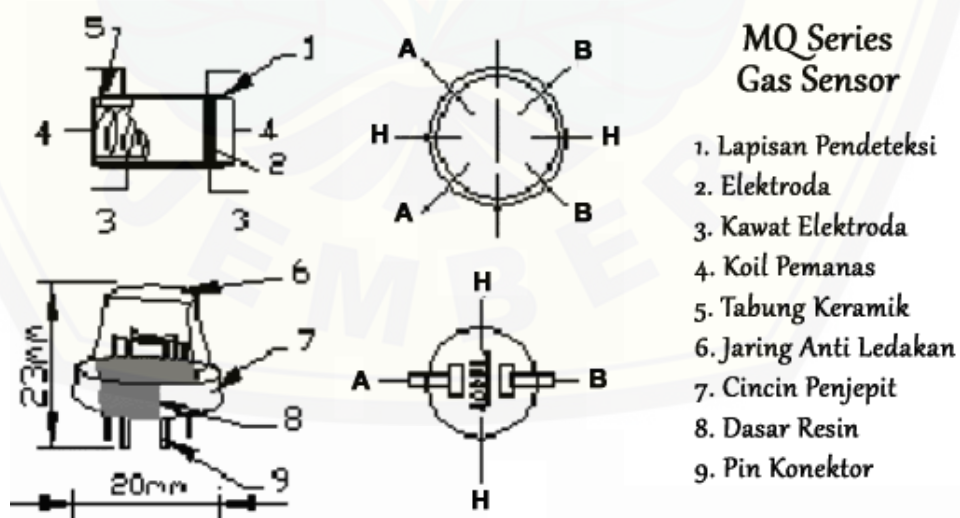 5
1
4
4
2
3
3
A
B
H
H
A
B
MQ Series
Gas Sensor
1. Lapisan Pendeteksi
2. Elektroda
3. Kawat Elektroda
4. Koil Pemanas
5. Tabung Keramik
6. Jaring Anti Ledakan
7. Cincin Penjepit
8. Dasar Resin
9. Pin Konektor
6
7
8
9
23mm
20mm
H
A
B
H
JEMBER